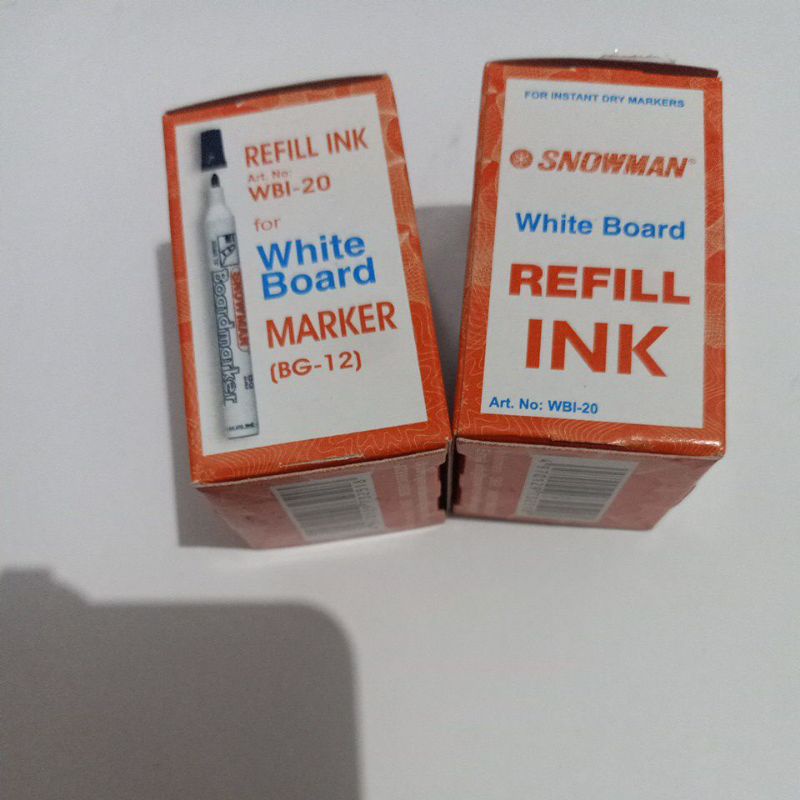 REFILL INK
Art. No:
WBI-20
for
White
Board
MARKER
(BG-12)
SNOWMAN
Boardmarker
FOR INSTANT DRY MARKERS
SNOWMAN
White Board
REFILL
INK
Art. No: WBI-20